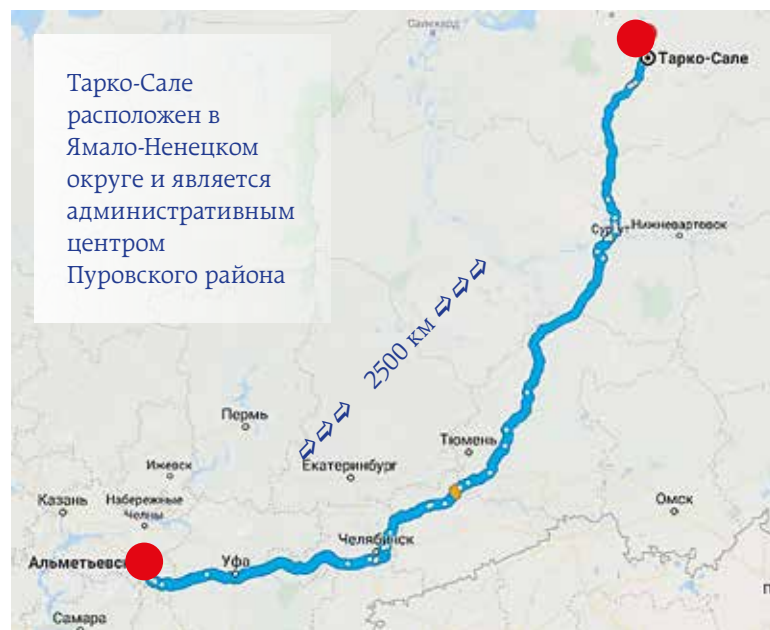 Салехард
Тарко-Сале
Тарко-Сале
расположен в
Ямало-Ненецком
округе и является
административным
центром
Пуровского района
Сургут
Нижневартовск
2500 км
Пермь
Тюмень
Ижевск
Екатеринбург
Казань
Набережные
Челны
Омск
Челябинск
Альметьевск
Уфа
Самара